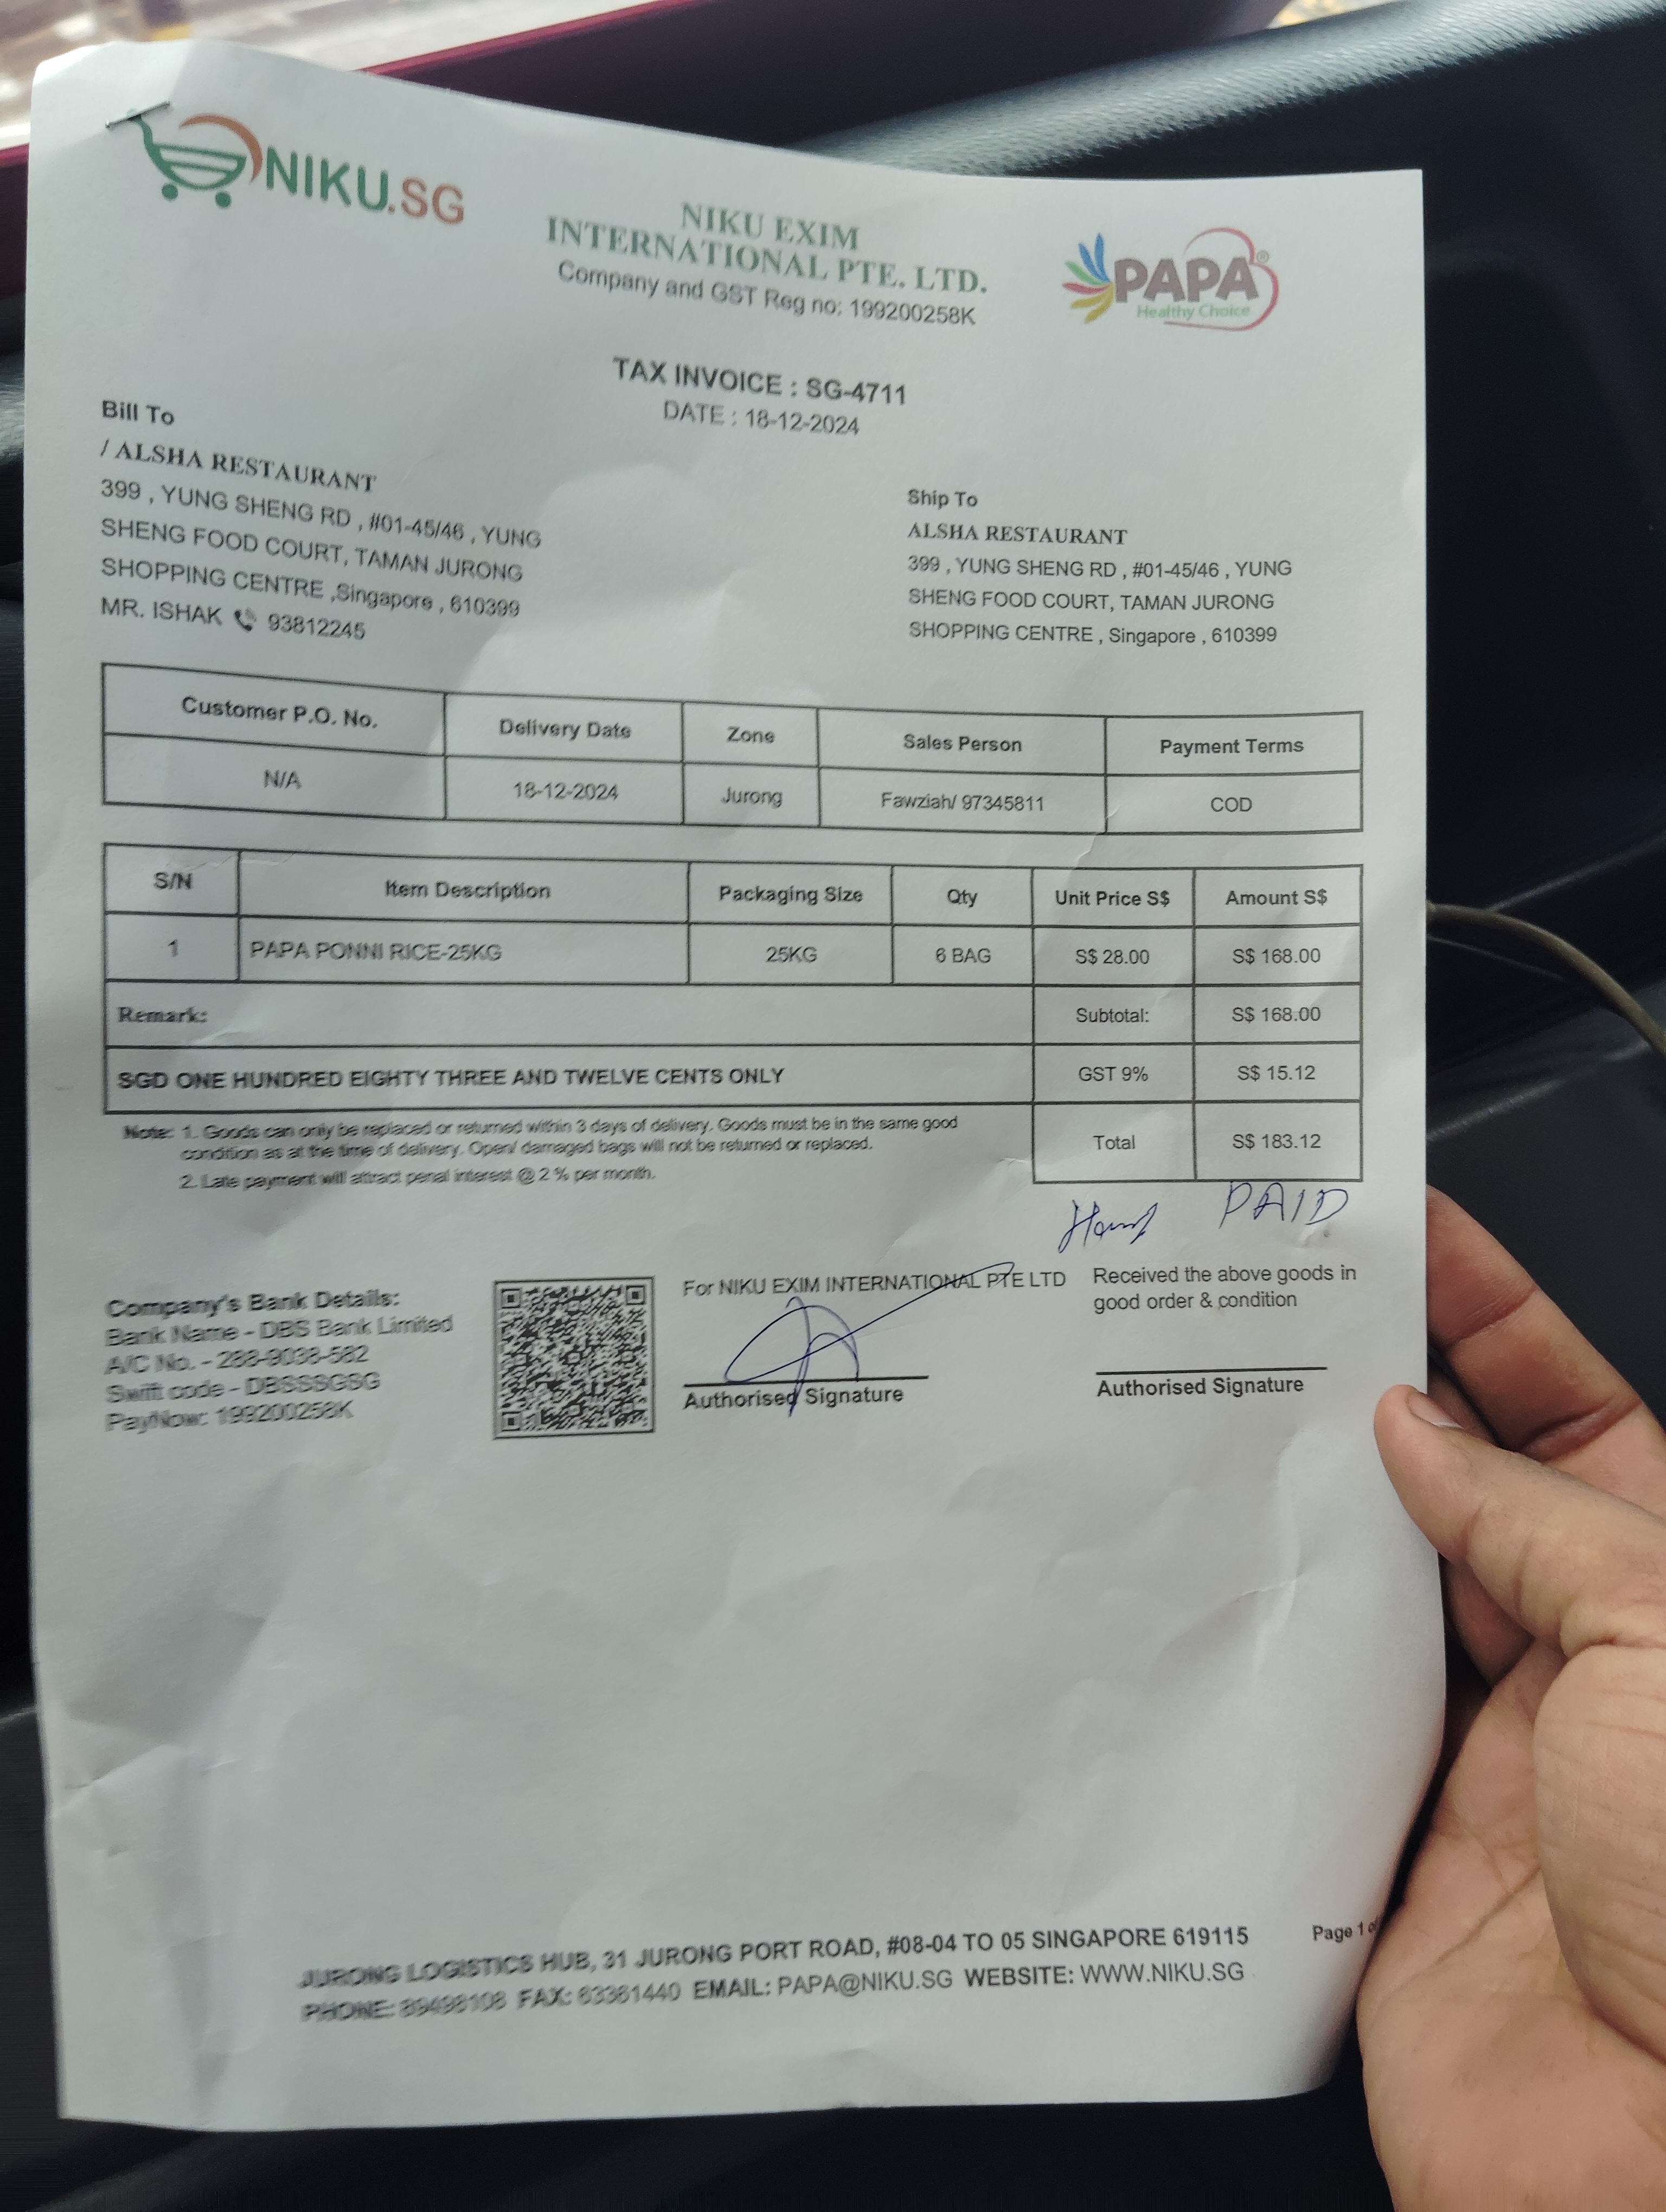 NIKU.SG
NIKU EXIM
INTERNATIONAL PTE. LTD.
Company and GST Reg no: 199200258K
PAPA®
Healthy Choice
TAX INVOICE : SG-4711
DATE : 18-12-2024
Bill To
/ ALSHA RESTAURANT
399 , YUNG SHENG RD , #01-45/46 , YUNG
SHENG FOOD COURT, TAMAN JURONG
SHOPPING CENTRE ,Singapore , 610399
MR. ISHAK 93812245
Ship To
ALSHA RESTAURANT
399 , YUNG SHENG RD , #01-45/46 , YUNG
SHENG FOOD COURT, TAMAN JURONG
SHOPPING CENTRE , Singapore , 610399
Customer P.O. No. Delivery Date Zone Sales Person Payment Terms
N/A 18-12-2024 Jurong Fawziah/ 97345811 COD
S/N Item Description Packaging Size Qty Unit Price S$ Amount S$
1 PAPA PONNI RICE-25KG 25KG 6 BAG S$ 28.00 S$ 168.00
Remark: Subtotal: S$ 168.00
SGD ONE HUNDRED EIGHTY THREE AND TWELVE CENTS ONLY GST 9% S$ 15.12
Total S$ 183.12
Note: 1. Goods can only be replaced or returned within 3 days of delivery. Goods must be in the same good
condition as at the time of delivery. Open/ damaged bags will not be returned or replaced.
2. Late payment will attract penal interest @ 2 % per month.
PAID
Company's Bank Details:
Bank Name - DBS Bank Limited
A/C No. - 288-9038-582
Swift code - DBSSSGSG
PayNow: 199200258K
For NIKU EXIM INTERNATIONAL PTE LTD
Authorised Signature
Received the above goods in
good order & condition
Authorised Signature
JURONG LOGISTICS HUB, 31 JURONG PORT ROAD, #08-04 TO 05 SINGAPORE 619115
PHONE: 89498108 FAX: 63361440 EMAIL: PAPA@NIKU.SG WEBSITE: WWW.NIKU.SG
Page 1